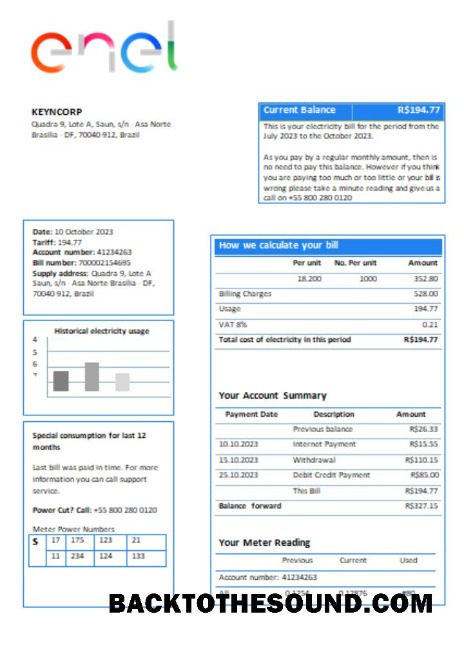 enel
KEYNCORP
Quadra 9, Lote A, Saun, s/n · Asa Norte
Brasília · DF, 70040-912, Brazil
Current Balance R$194.77
This is your electricity bill for the period from the
July 2023 to the October 2023.
As you pay by a regular monthly amount, then is
no need to pay this balance. However if you think
you are paying too much or too little or your bill is
wrong please take a minute reading and give us a
call on +55 800 280 0120
Date: 10 October 2023
Tariff: 194.77
Account number: 41234263
Bill number: 700002154695
Supply address: Quadra 9, Lote A
Saun, s/n · Asa Norte Brasília · DF,
70040-912, Brazil
Historical electricity usage
4
5
6
7
Special consumption for last 12
months
Last bill was paid in time. For more
information you can call support
service.
Power Cut? Call: +55 800 280 0120
Meter Power Numbers
S 17 175 123 21
11 234 124 133
How we calculate your bill
Per unit No. Per unit Amount
18.200 1000 352.80
Billing Charges 528.00
Usage 194.77
VAT 8% 0.21
Total cost of electricity in this period R$194.77
Your Account Summary
Payment Date Description Amount
Previous balance R$26.33
10.10.2023 Internet Payment R$15.55
15.10.2023 Withdrawal R$110.15
25.10.2023 Debit Credit Payment R$85.00
This Bill R$194.77
Balance forward R$327.15
Your Meter Reading
Previous Current Used
Account number: 41234263
BACKTOTHESOUND.COM